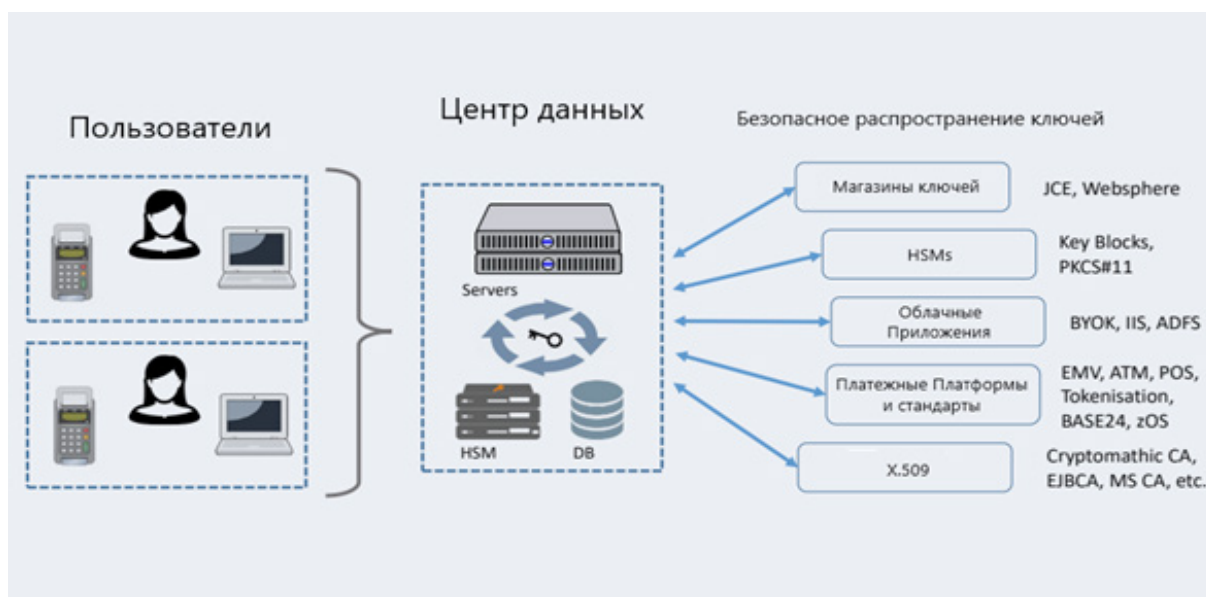 Пользователи
Центр данных
Servers
HSM
DB
Безопасное распространение ключей
Магазины ключей
JCE, Websphere
HSMs
Key Blocks,
PKCS#11
Облачные
Приложения
BYOK, IIS, ADFS
Платежные Платформы
и стандарты
EMV, ATM, POS,
Tokenisation,
BASE24, zOS
X.509
Cryptomathic CA,
EJBCA, MS CA, etc.